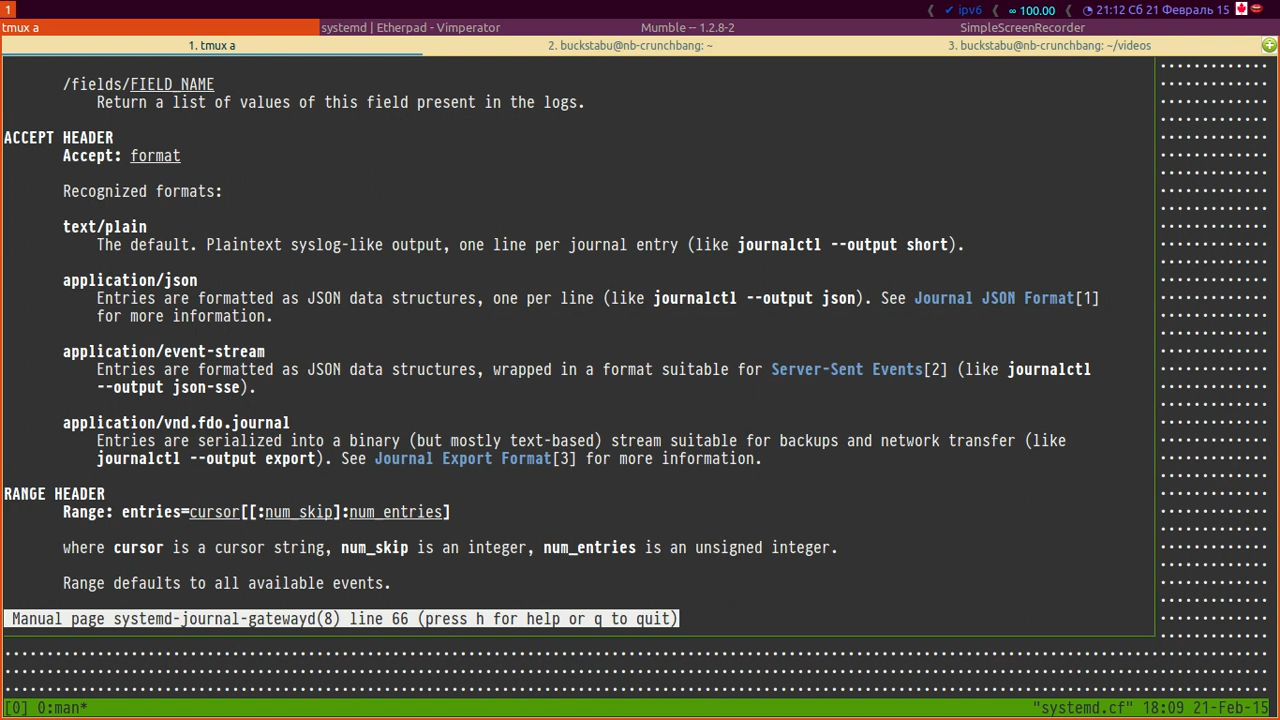 1
ipv6
∞ 100.00
21:12 Сб 21 Февраль 15
tmux a
systemd | Etherpad - Vimperator
Mumble -- 1.2.8-2
SimpleScreenRecorder
1. tmux a
2. buckstabu@nb-crunchbang: ~
3. buckstabu@nb-crunchbang: ~/videos
/fields/FIELD_NAME
Return a list of values of this field present in the logs.
ACCEPT HEADER
Accept: format
Recognized formats:
text/plain
The default. Plaintext syslog-like output, one line per journal entry (like journalctl --output short).
application/json
Entries are formatted as JSON data structures, one per line (like journalctl --output json). See Journal JSON Format[1]
for more information.
application/event-stream
Entries are formatted as JSON data structures, wrapped in a format suitable for Server-Sent Events[2] (like journalctl
--output json-sse).
application/vnd.fdo.journal
Entries are serialized into a binary (but mostly text-based) stream suitable for backups and network transfer (like
journalctl --output export). See Journal Export Format[3] for more information.
RANGE HEADER
Range: entries=cursor[[:num_skip]:num_entries]
where cursor is a cursor string, num_skip is an integer, num_entries is an unsigned integer.
Range defaults to all available events.
Manual page systemd-journal-gatewayd(8) line 66 (press h for help or q to quit)
[0] 0:man*
"systemd.cf" 18:09 21-Feb-15